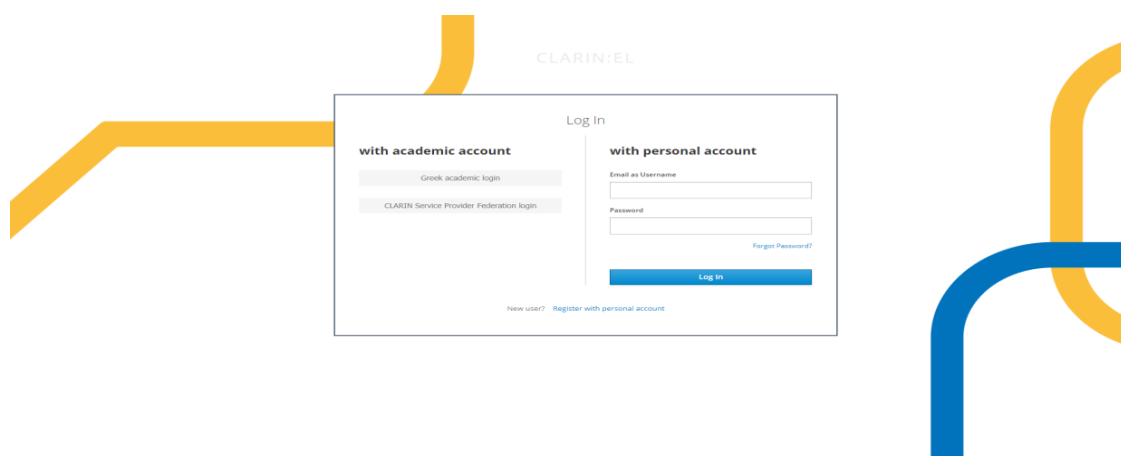 CLARIN:EL
Log In
with academic account
Greek academic login
CLARIN Service Provider Federation login
with personal account
Email as Username
Password
Forgot Password?
Log In
New user? Register with personal account